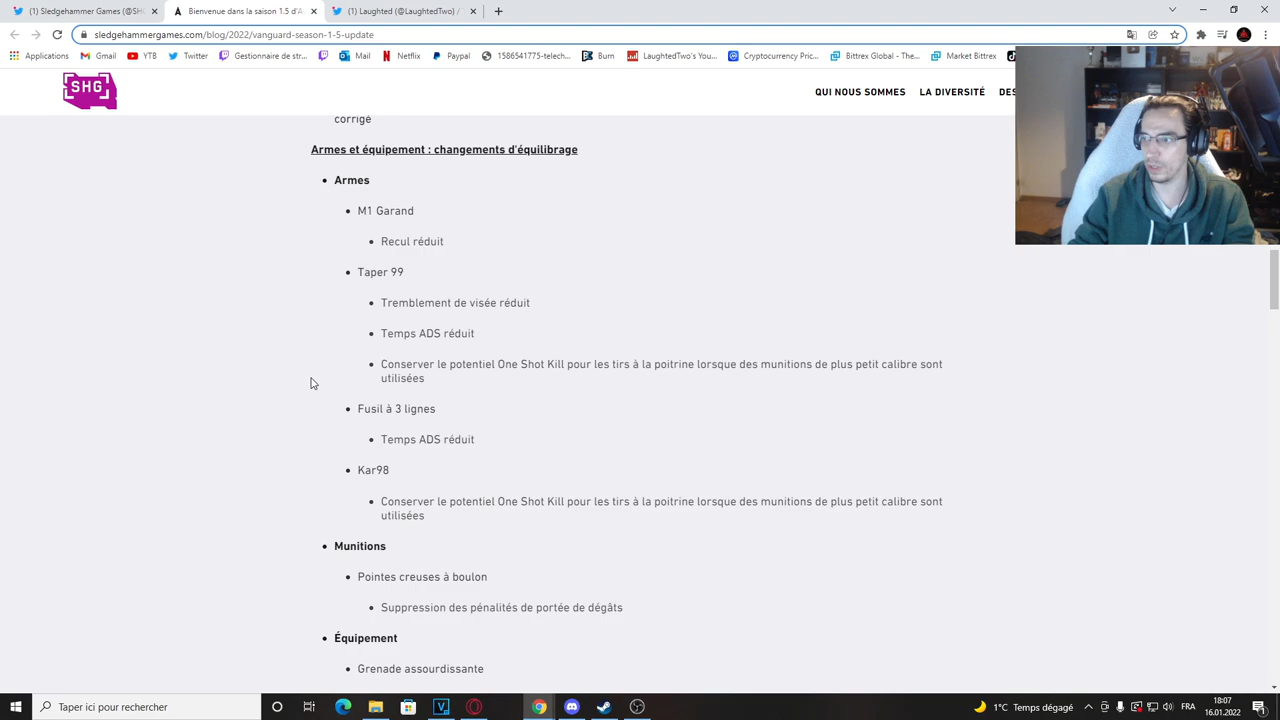 (1) Sledgehammer Games (@SHG
Bienvenue dans la saison 1.5 d'A
(1) Laughted (@LaughtedTwo) /
sledgehammergames.com/blog/2022/vanguard-season-1-5-update
Applications
Gmail
YTB
Twitter
Gestionnaire de str...
Mail
Netflix
Paypal
1586541775-telech...
Burn
LaughtedTwo's You...
Cryptocurrency Pric...
Bittrex Global - The...
Market Bittrex
SHG
QUI NOUS SOMMES
LA DIVERSITÉ
DES
corrigé
Armes et équipement : changements d'équilibrage
Armes
M1 Garand
Recul réduit
Taper 99
Tremblement de visée réduit
Temps ADS réduit
Conserver le potentiel One Shot Kill pour les tirs à la poitrine lorsque des munitions de plus petit calibre sont
utilisées
Fusil à 3 lignes
Temps ADS réduit
Kar98
Conserver le potentiel One Shot Kill pour les tirs à la poitrine lorsque des munitions de plus petit calibre sont
utilisées
Munitions
Pointes creuses à boulon
Suppression des pénalités de portée de dégâts
Équipement
Grenade assourdissante
Taper ici pour rechercher
1°C Temps dégagé
FRA
18:07
16.01.2022